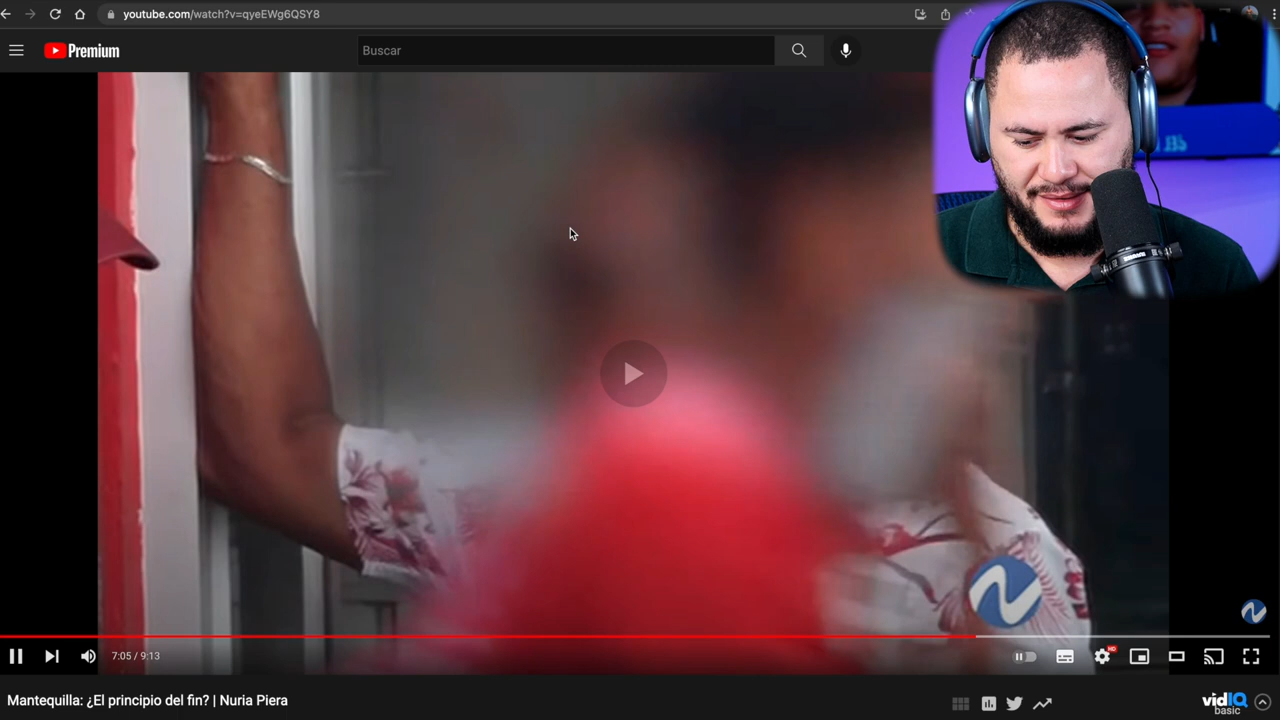 youtube.com/watch?v=qyeEWg6QSY8
Premium
Buscar
7:05 / 9:13
HD
Mantequilla: ¿El principio del fin? | Nuria Piera
vidIQ
basic